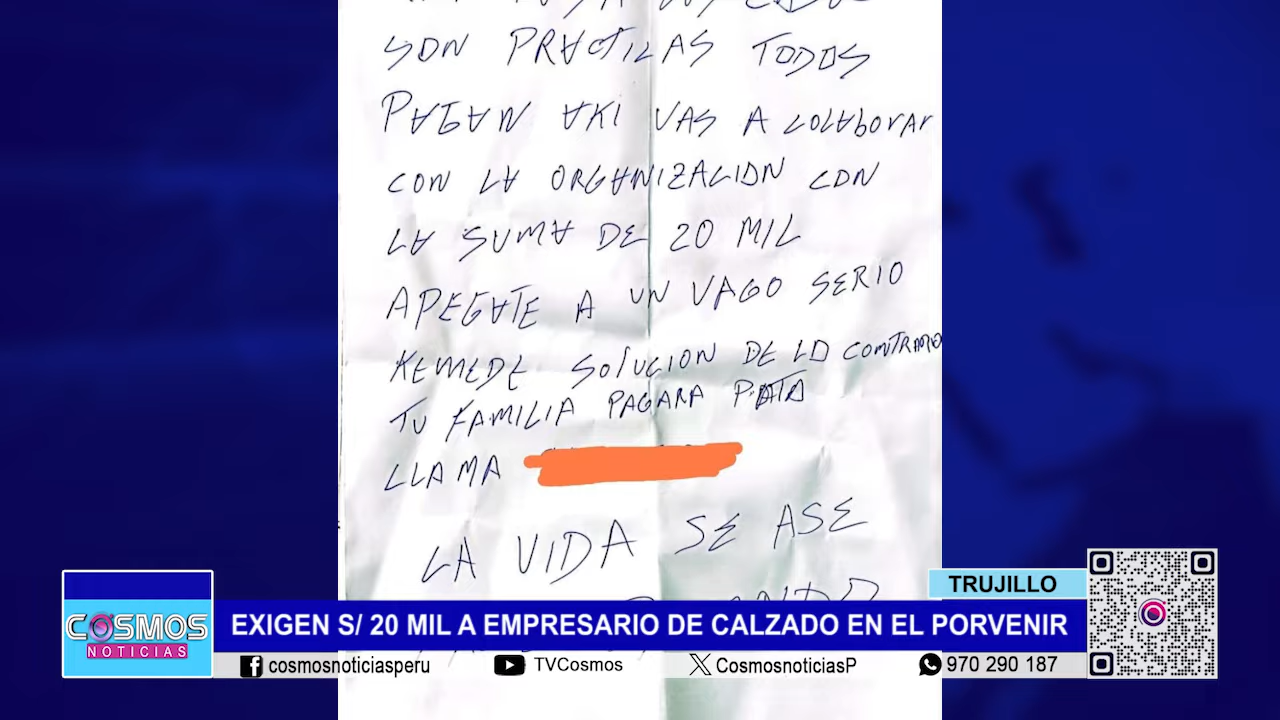 SON PRACTICAS TODOS
PAGAN AKI VAS A COLABORAR
CON LA ORGANIZACION CON
LA SUMA DE 20 MIL
APEGATE A UN VAGO SERIO
KEMEDE SOLUCION DE LO CONTRARIO
TU FAMILIA PAGARA PATO
LLAMA
LA VIDA SE ASE
TRUJILLO
COSMOS
NOTICIAS
EXIGEN S/ 20 MIL A EMPRESARIO DE CALZADO EN EL PORVENIR
cosmosnoticiasperu
TVCosmos
CosmosnoticiasP
970 290 187